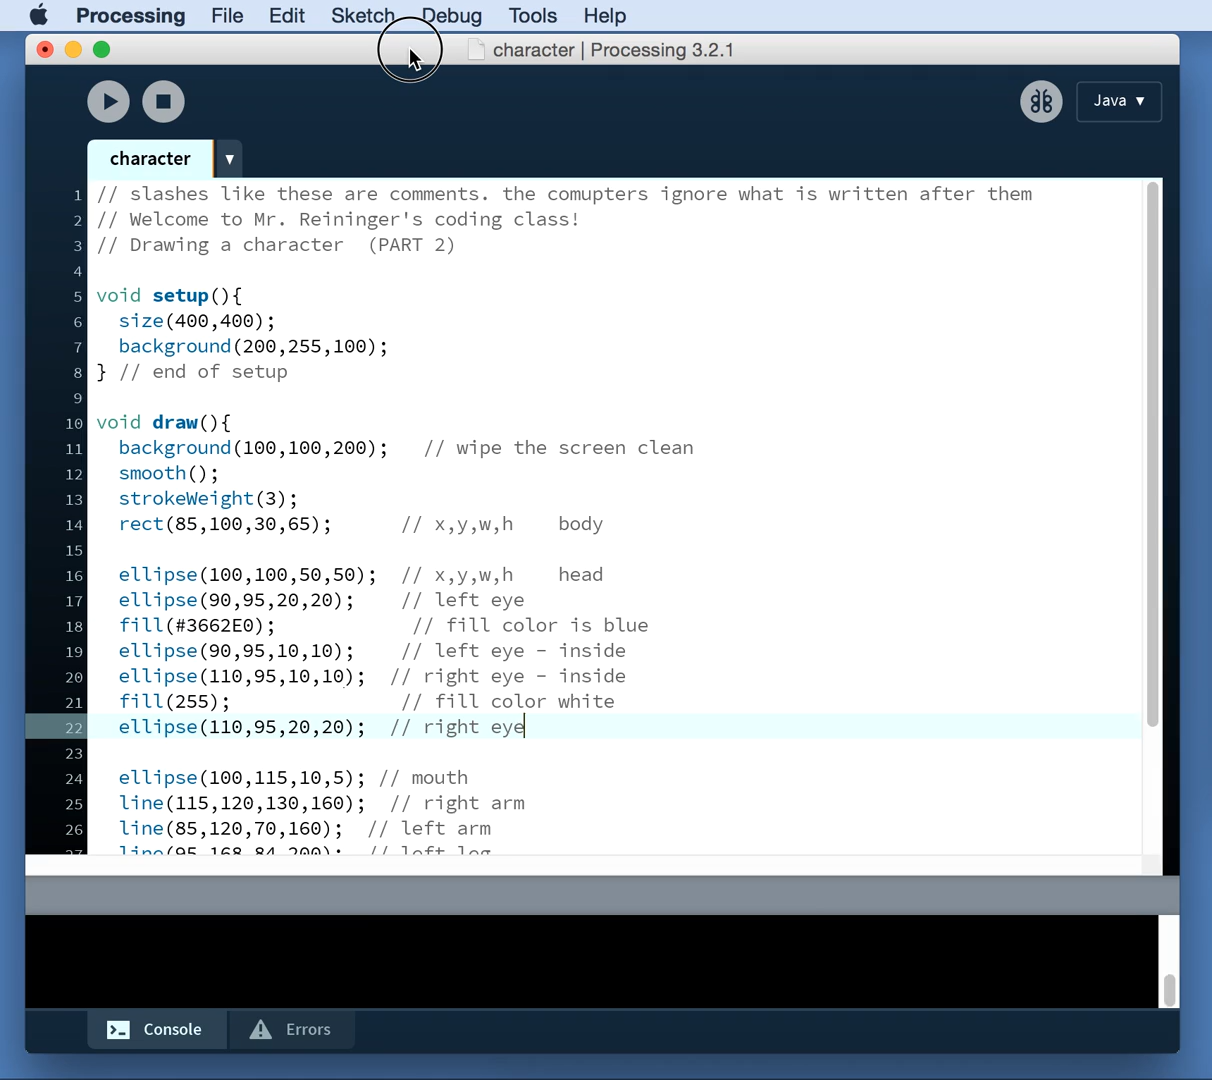 Processing File Edit Sketch Debug Tools Help
character | Processing 3.2.1
Java ▼
character ▼
1 // slashes like these are comments. the comupters ignore what is written after them
2 // Welcome to Mr. Reininger's coding class!
3 // Drawing a character (PART 2)
4
5 void setup(){
6 size(400,400);
7 background(200,255,100);
8 } // end of setup
9
10 void draw(){
11 background(100,100,200); // wipe the screen clean
12 smooth();
13 strokeWeight(3);
14 rect(85,100,30,65); // x,y,w,h body
15
16 ellipse(100,100,50,50); // x,y,w,h head
17 ellipse(90,95,20,20); // left eye
18 fill(#3662E0); // fill color is blue
19 ellipse(90,95,10,10); // left eye - inside
20 ellipse(110,95,10,10); // right eye - inside
21 fill(255); // fill color white
22 ellipse(110,95,20,20); // right eye
23
24 ellipse(100,115,10,5); // mouth
25 line(115,120,130,160); // right arm
26 line(85,120,70,160); // left arm
27 line(95,168,84,200); // left leg
Console Errors